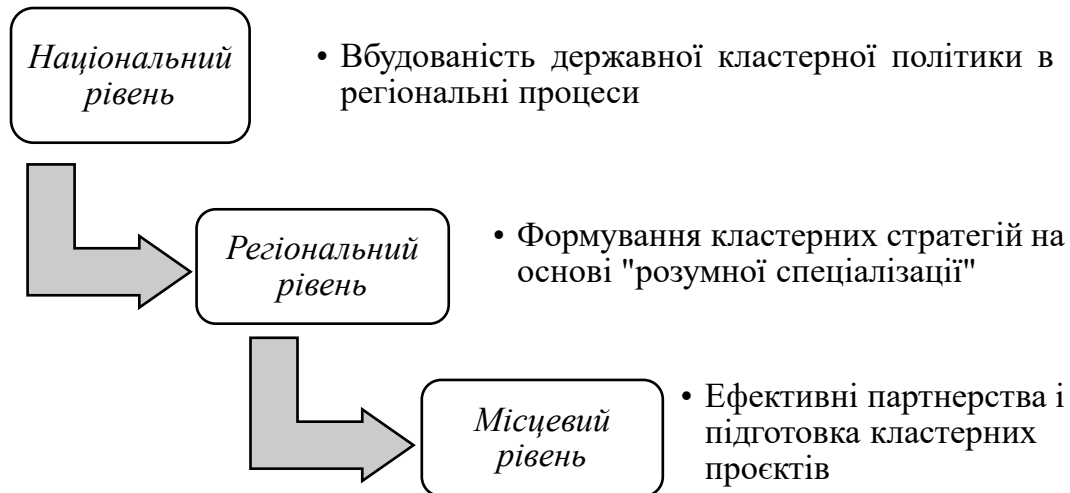 Національний
рівень
• Вбудованість державної кластерної політики в
регіональні процеси
Регіональний
рівень
• Формування кластерних стратегій на
основі "розумної спеціалізації"
Місцевий
рівень
• Ефективні партнерства і
підготовка кластерних
проєктів